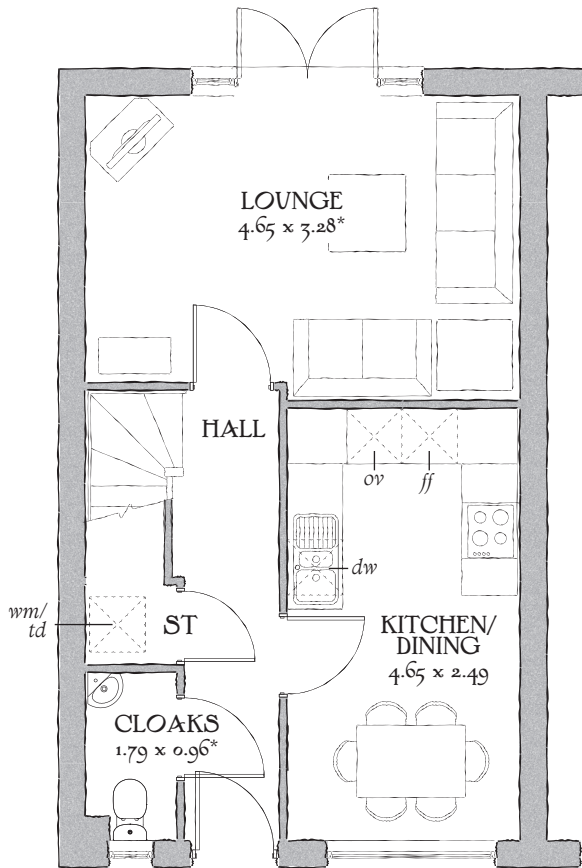 LOUNGE
4.65 x 3.28*
HALL
ov
ff
dw
wm/
td
ST
KITCHEN/
DINING
4.65 x 2.49
CLOAKS
1.79 x 0.96*